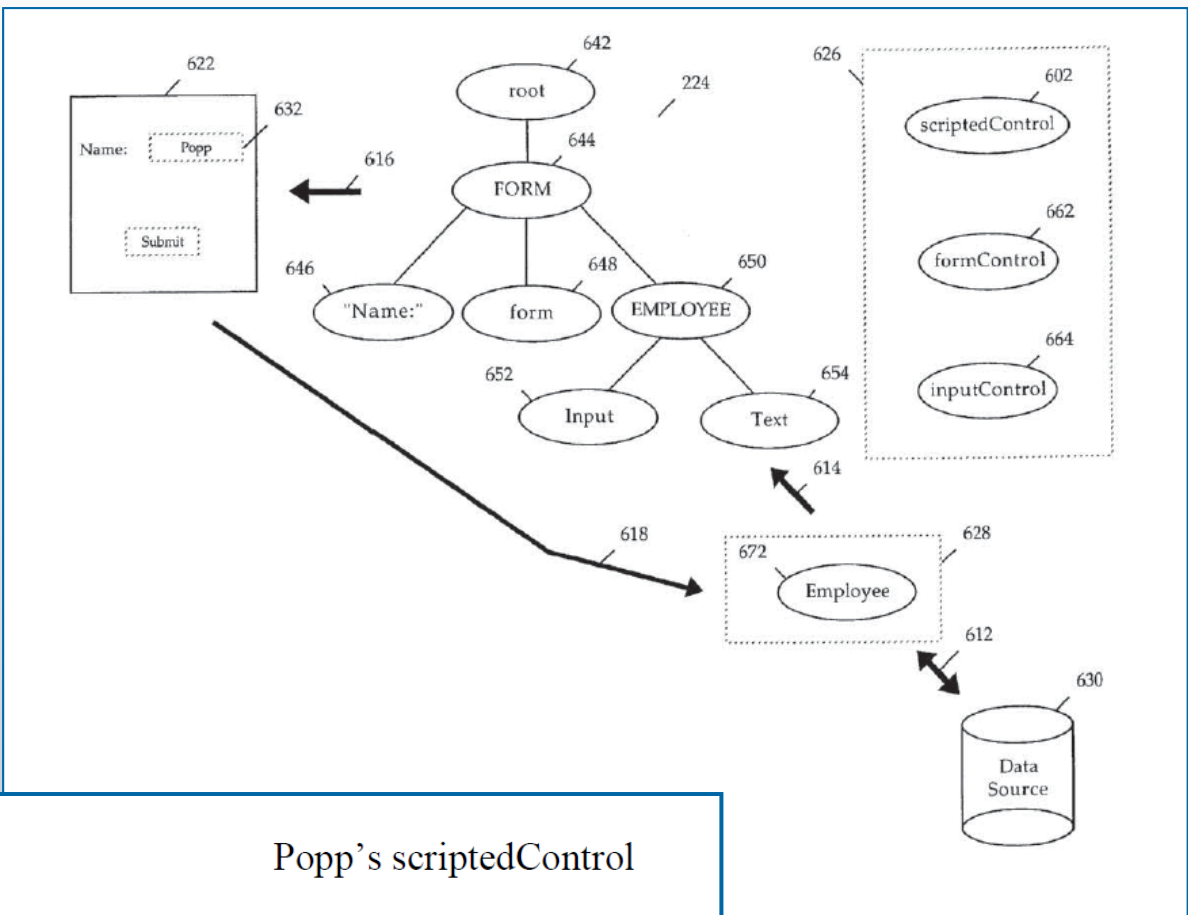 642
622
root
626
602
224
632
scriptedControl
644
Name:
Popp
616
FORM
662
Submit
646
648
650
formControl
"Name:"
form
EMPLOYEE
664
652
654
inputControl
Input
Text
614
618
672
628
Employee
612
630
Data
Source
Popp’s scriptedControl